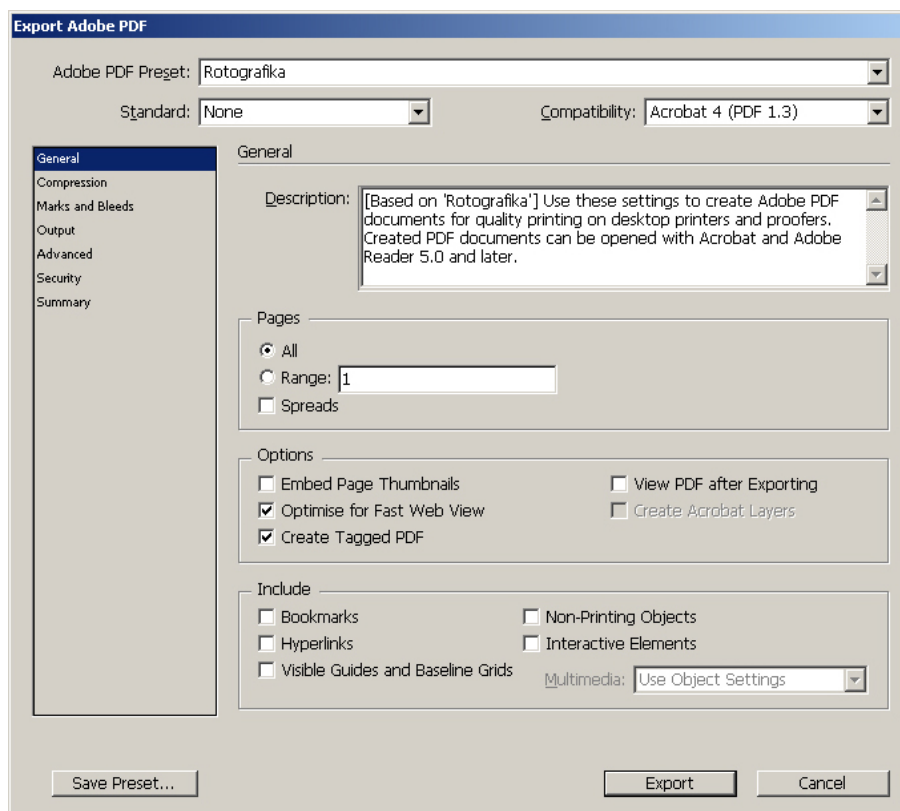 Export Adobe PDF
Adobe PDF Preset: Rotografika
Standard: None
Compatibility: Acrobat 4 (PDF 1.3)
General
Compression
Marks and Bleeds
Output
Advanced
Security
Summary
General
Description: [Based on 'Rotografika'] Use these settings to create Adobe PDF
documents for quality printing on desktop printers and proofers.
Created PDF documents can be opened with Acrobat and Adobe
Reader 5.0 and later.
Pages
All
Range: 1
Spreads
Options
Embed Page Thumbnails
Optimise for Fast Web View
Create Tagged PDF
View PDF after Exporting
Create Acrobat Layers
Include
Bookmarks
Hyperlinks
Visible Guides and Baseline Grids
Non-Printing Objects
Interactive Elements
Multimedia: Use Object Settings
Save Preset...
Export
Cancel